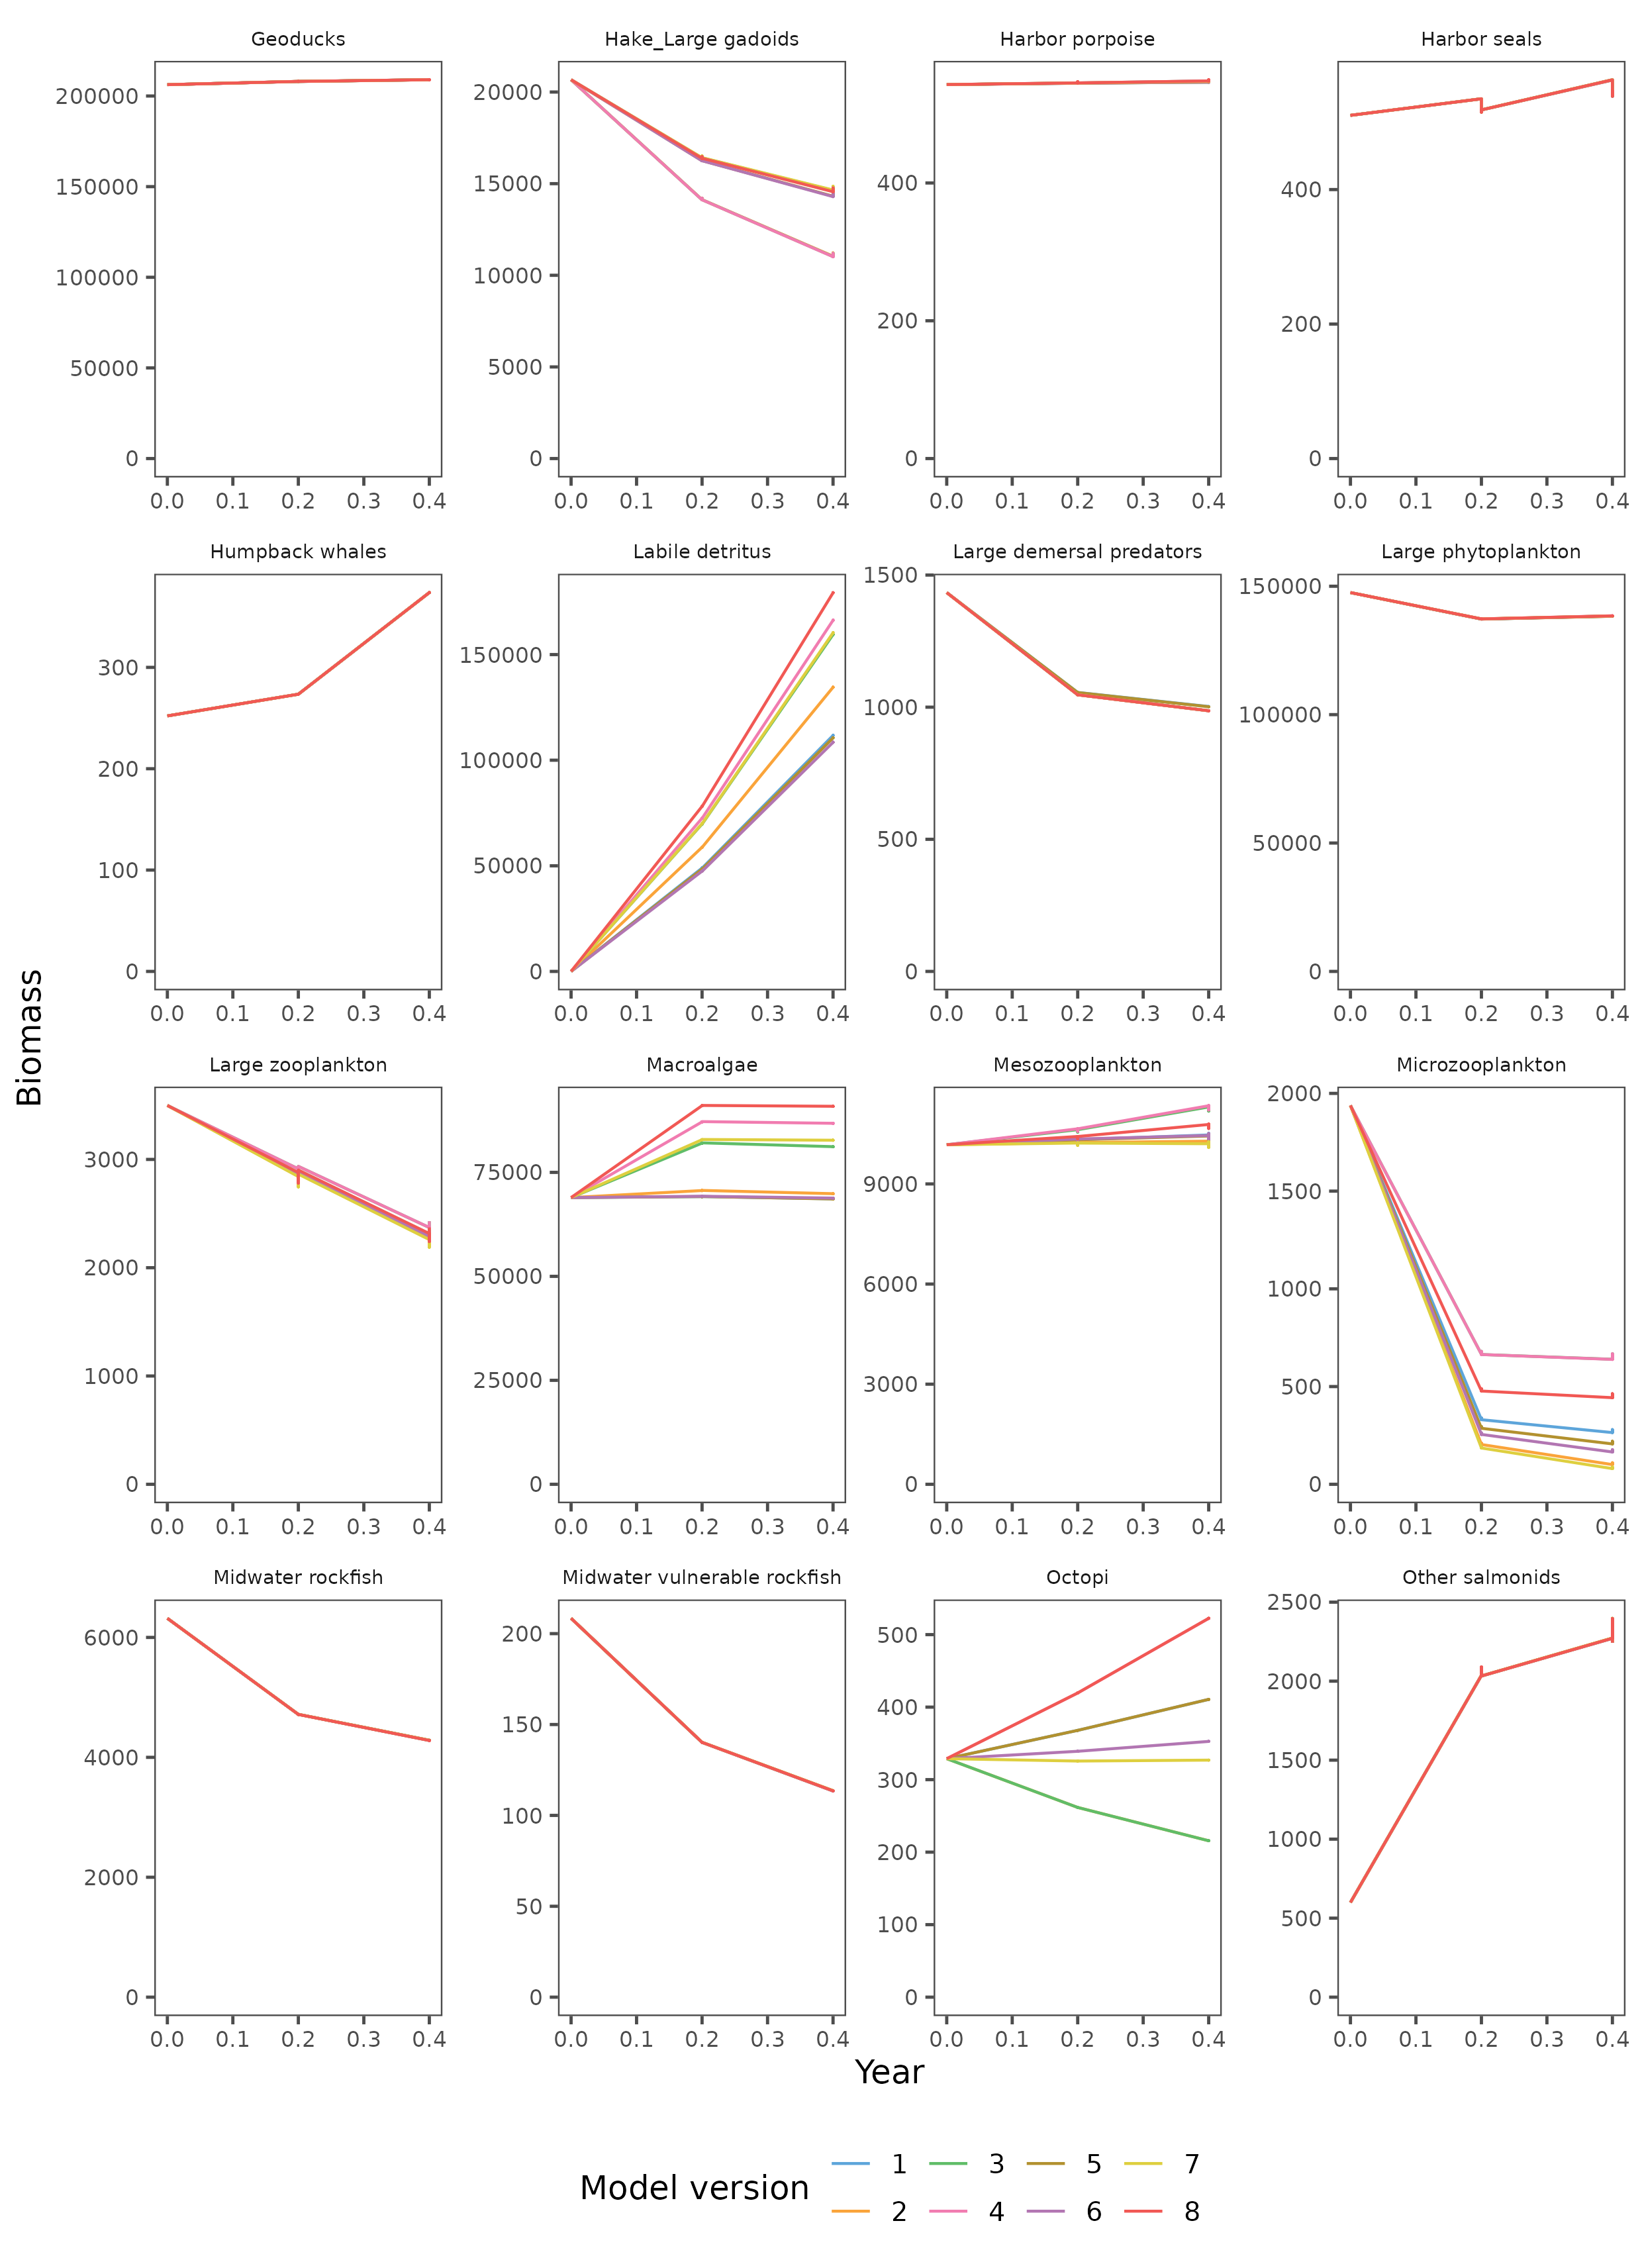 Geoducks Hake_Large gadoids Harbor porpoise Harbor seals
200000 150000 100000 50000 0
20000 15000 10000 5000 0
400 200 0
400 200 0
0.0 0.1 0.2 0.3 0.4 0.0 0.1 0.2 0.3 0.4 0.0 0.1 0.2 0.3 0.4 0.0 0.1 0.2 0.3 0.4
Humpback whales Labile detritus Large demersal predators Large phytoplankton
300 200 100 0
150000 100000 50000 0
1500 1000 500 0
150000 100000 50000 0
0.0 0.1 0.2 0.3 0.4 0.0 0.1 0.2 0.3 0.4 0.0 0.1 0.2 0.3 0.4 0.0 0.1 0.2 0.3 0.4
Biomass
Large zooplankton Macroalgae Mesozooplankton Microzooplankton
3000 2000 1000 0
75000 50000 25000 0
9000 6000 3000 0
2000 1500 1000 500 0
0.0 0.1 0.2 0.3 0.4 0.0 0.1 0.2 0.3 0.4 0.0 0.1 0.2 0.3 0.4 0.0 0.1 0.2 0.3 0.4
Midwater rockfish Midwater vulnerable rockfish Octopi Other salmonids
6000 4000 2000 0
200 150 100 50 0
500 400 300 200 100 0
2500 2000 1500 1000 500 0
0.0 0.1 0.2 0.3 0.4 0.0 0.1 0.2 0.3 0.4 0.0 0.1 0.2 0.3 0.4 0.0 0.1 0.2 0.3 0.4
Year
Model version
1 3 5 7
2 4 6 8